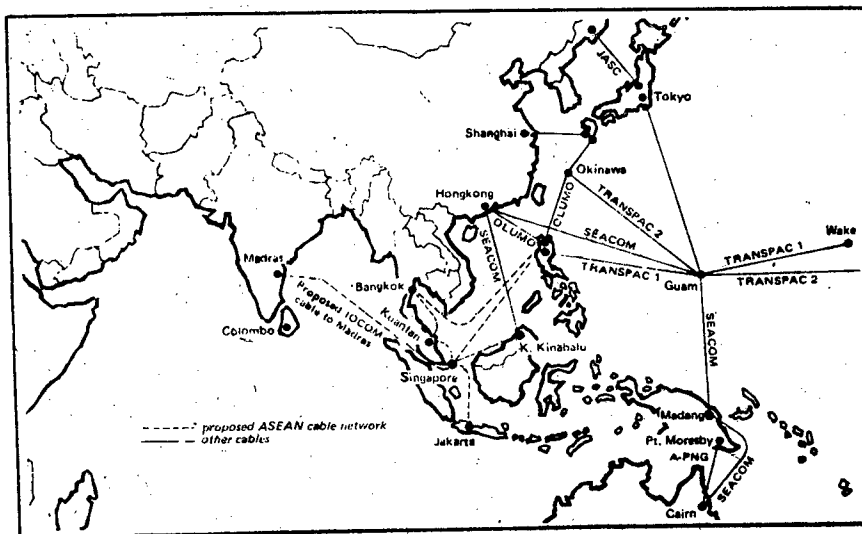 JASC
Tokyo
Shanghai
Okinawa
Hongkong
OLUMO
OLUMO
TRANSPAC 2
SEACOM
SEACOM
Wake
TRANSPAC 1
TRANSPAC 1
TRANSPAC 2
Guam
Madras
Bangkok
Proposed IOCOM
cable to Madras
Kuantan
Colombo
K. Kinabalu
Singapore
SEACOM
Madang
proposed ASEAN cable network
other cables
Jakarta
Pt. Moresby
A-PNG
SEACOM
Cairn